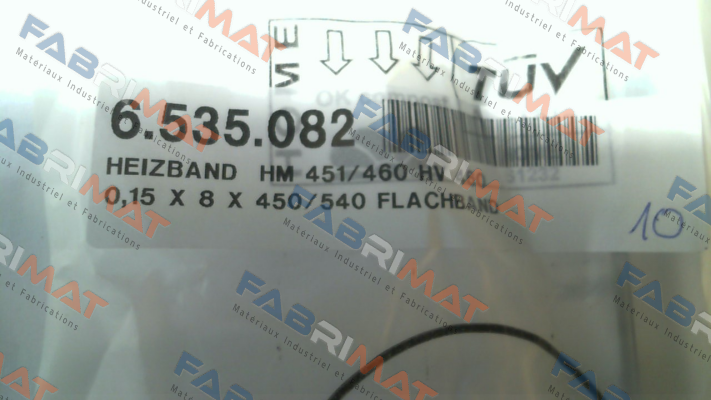 TÜV
OK
6.535.082
HEIZBAND HM 451/460 HV
0,15 X 8 X 450/540 FLACHBAND
10
FABRIMAT
Materiaux Industriel et Fabrications